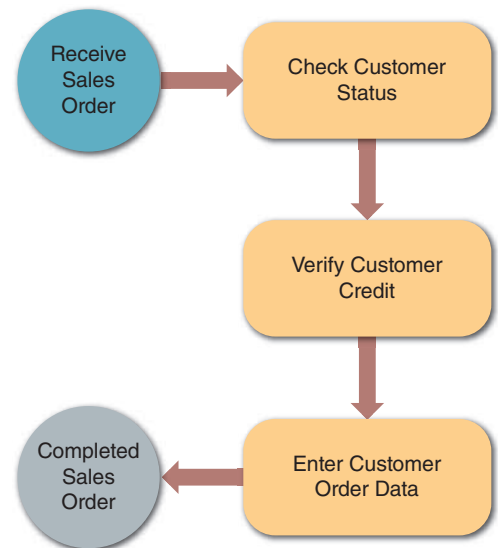 Receive
Sales
Order
Check Customer
Status
Verify Customer
Credit
Enter Customer
Order Data
Completed
Sales
Order